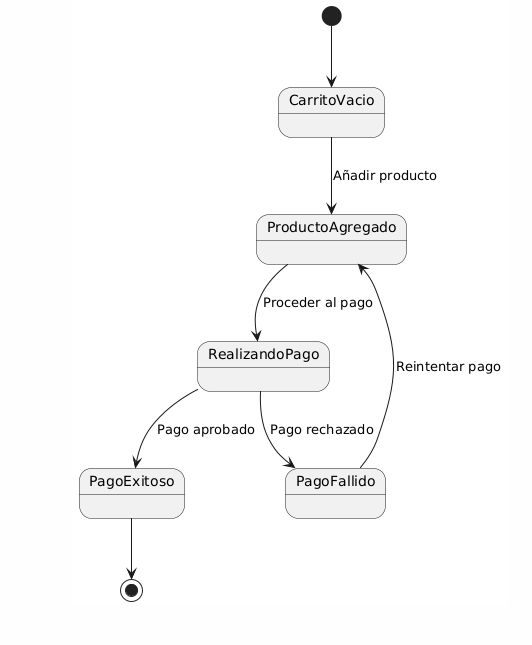 CarritoVacio
Añadir producto
ProductoAgregado
Proceder al pago
RealizandoPago
Reintentar pago
Pago aprobado
Pago rechazado
PagoExitoso
PagoFallido